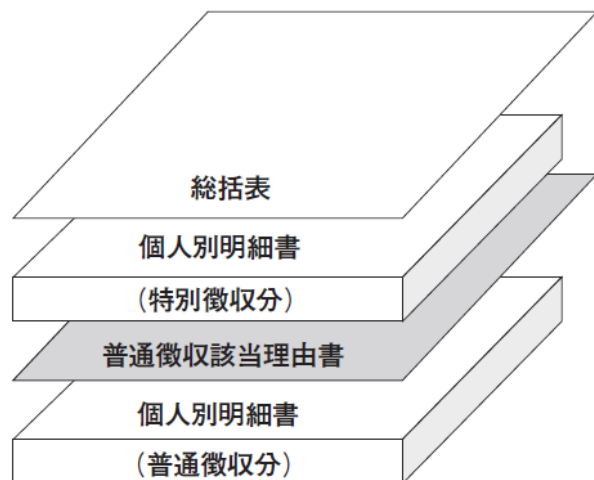 総括表
個人別明細書
（特別徴収分）
普通徴収該当理由書
個人別明細書
（普通徴収分）